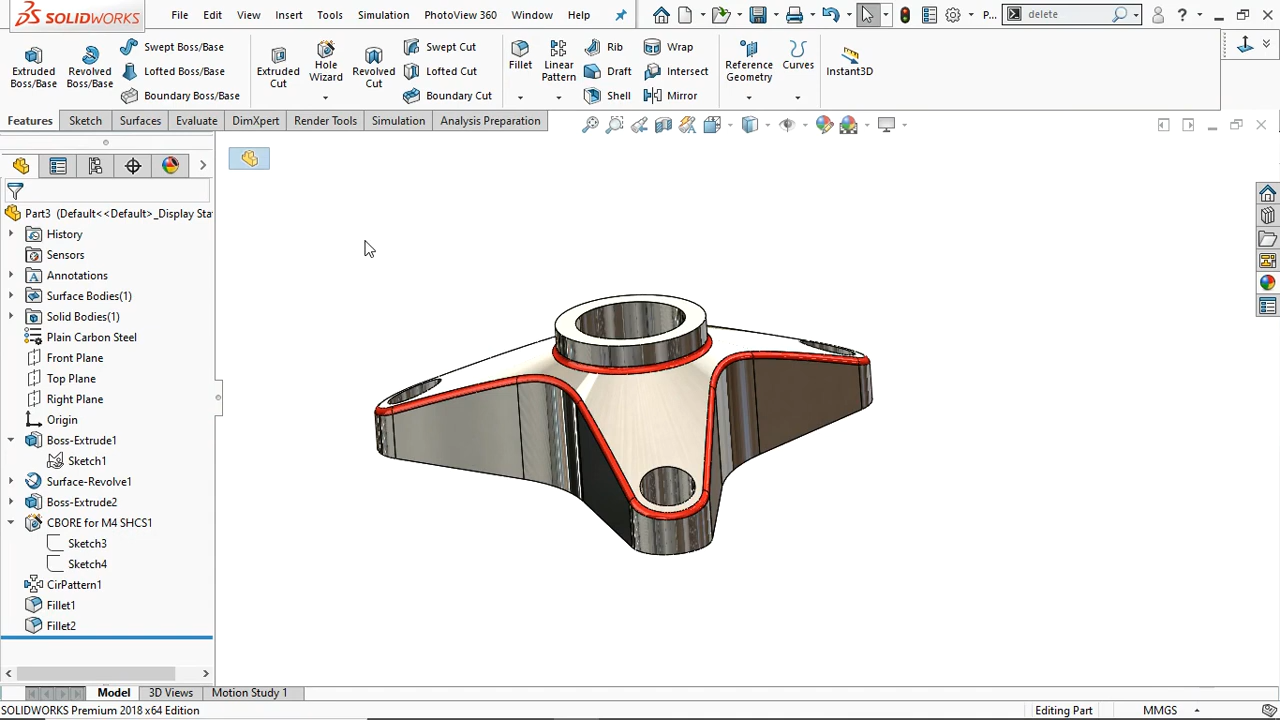 SOLIDWORKS File Edit View Insert Tools Simulation PhotoView 360 Window Help P... delete ?
Extruded Boss/Base Revolved Boss/Base Swept Boss/Base Lofted Boss/Base Boundary Boss/Base Extruded Cut Hole Wizard Revolved Cut Swept Cut Lofted Cut Boundary Cut Fillet Linear Pattern Rib Draft Shell Wrap Intersect Mirror Reference Geometry Curves Instant3D
Features Sketch Surfaces Evaluate DimXpert Render Tools Simulation Analysis Preparation
Part3 (Default<<Default>_Display Sta
History
Sensors
Annotations
Surface Bodies(1)
Solid Bodies(1)
Plain Carbon Steel
Front Plane
Top Plane
Right Plane
Origin
Boss-Extrude1
Sketch1
Surface-Revolve1
Boss-Extrude2
CBORE for M4 SHCS1
Sketch3
Sketch4
CirPattern1
Fillet1
Fillet2
Model 3D Views Motion Study 1
SOLIDWORKS Premium 2018 x64 Edition Editing Part MMGS